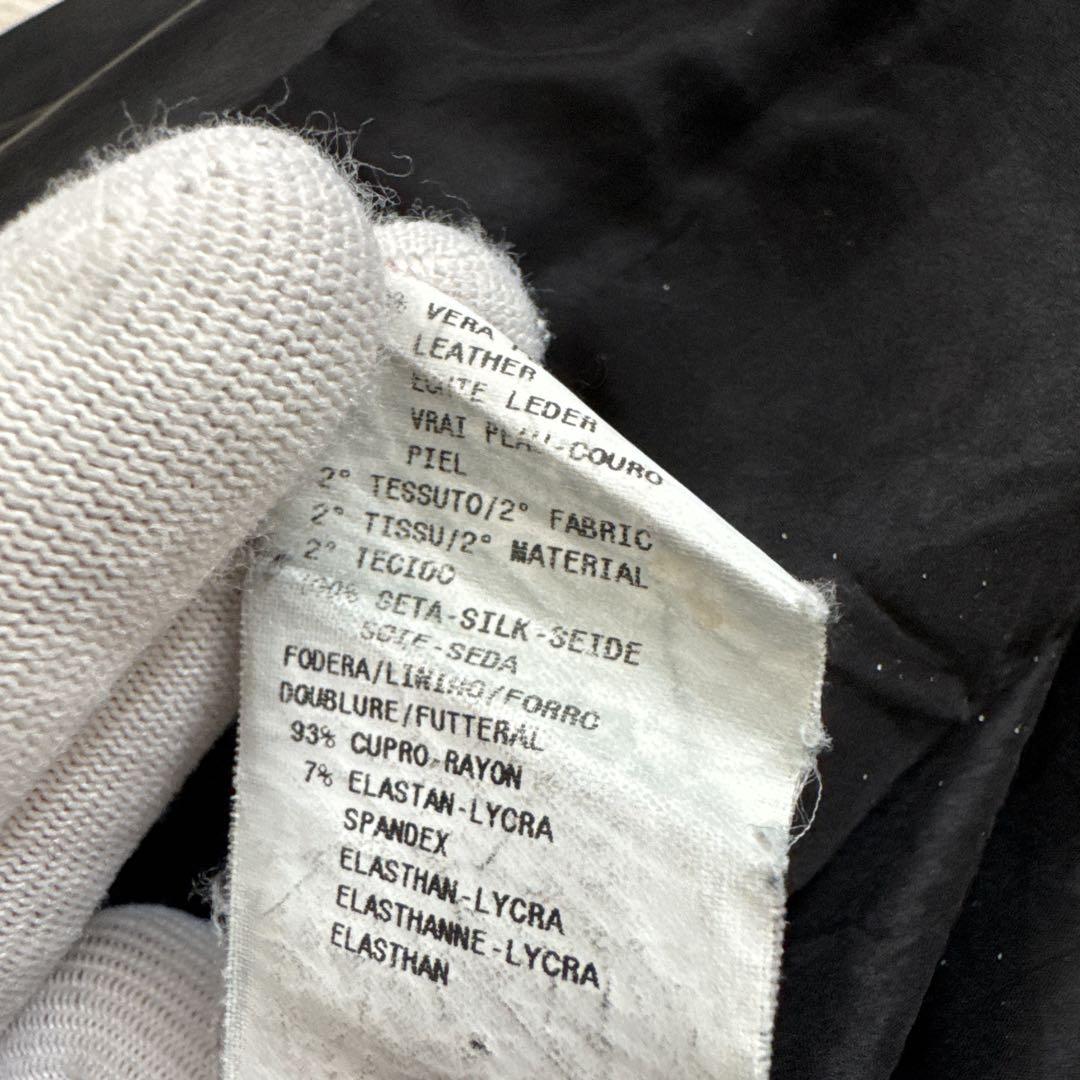 % VERA
LEATHER
ECHTE LEDER
VRAI PEAU-COURO
PIEL
2° TESSUTO/2° FABRIC
2° TISSU/2° MATERIAL
2° TECIDO
100% SETA-SILK-SEIDE
SOIE-SEDA
FODERA/LINING/FORRO
DOUBLURE/FUTTERAL
93% CUPRO-RAYON
7% ELASTAN-LYCRA
SPANDEX
ELASTHAN-LYCRA
ELASTHANNE-LYCRA
ELASTHAN